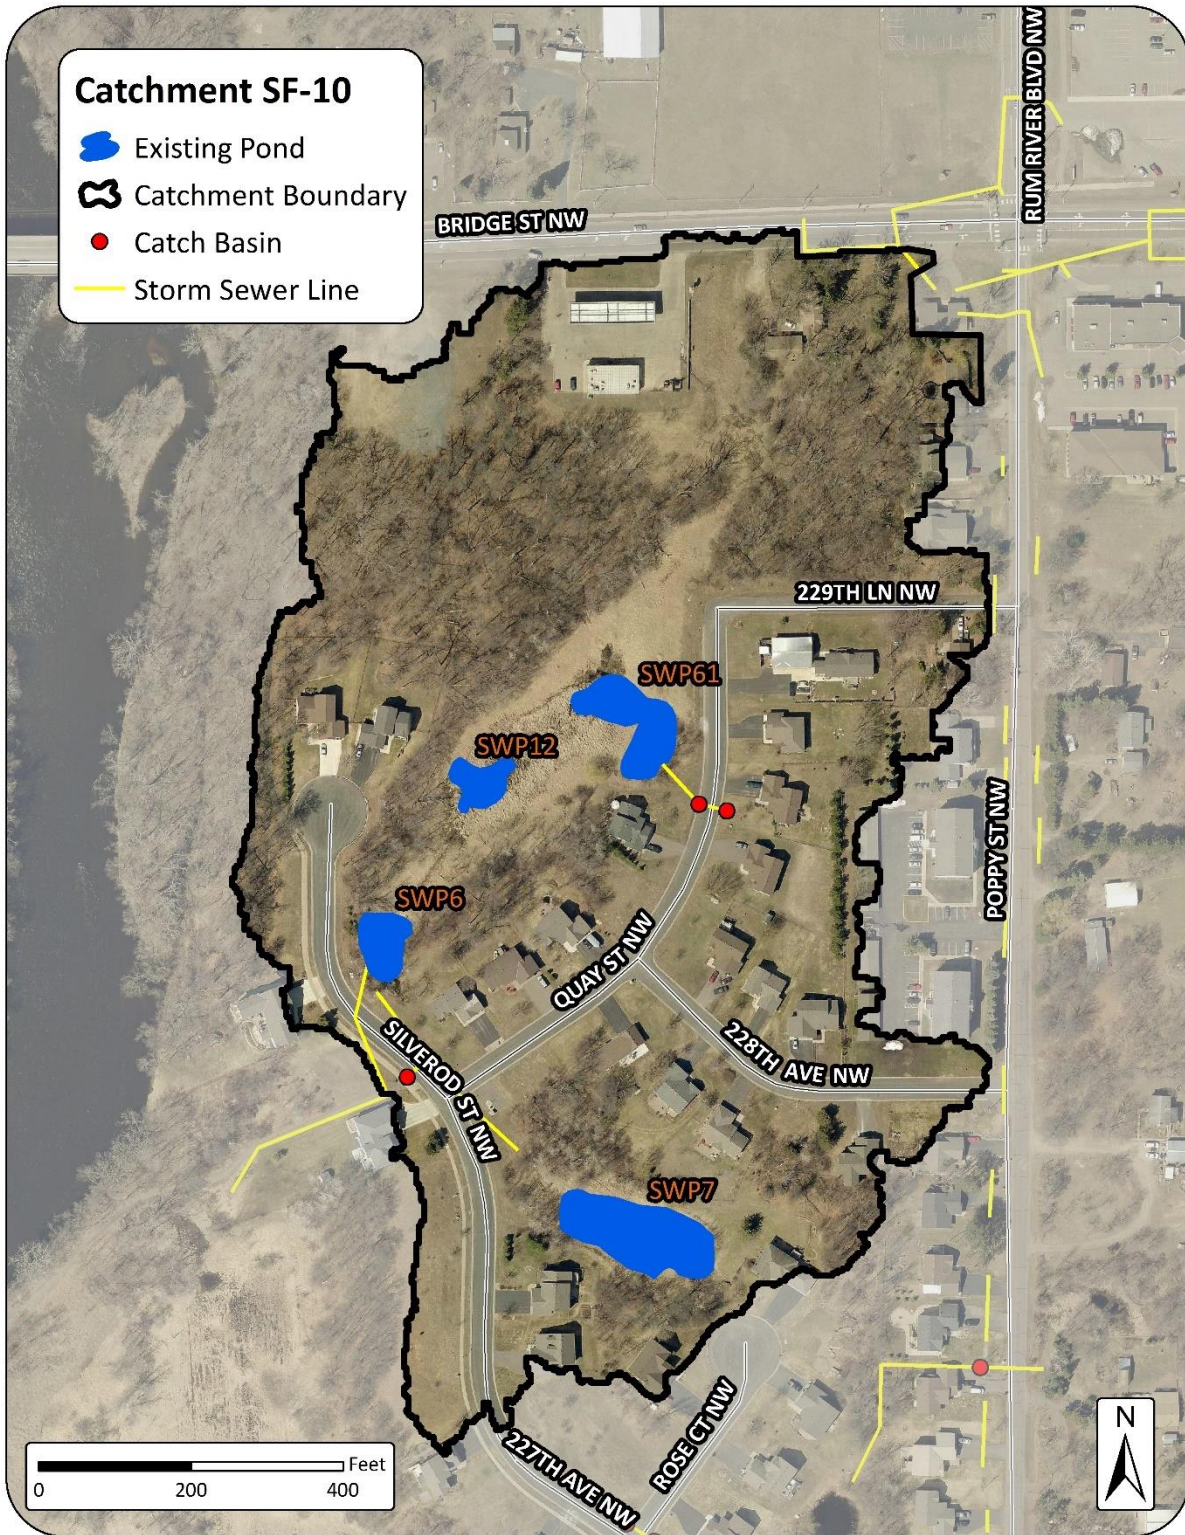 Catchment SF-10
Existing Pond
Catchment Boundary
Catch Basin
Storm Sewer Line
RUM RIVER BLVD NW
BRIDGE ST NW
229TH LN NW
SWP61
SWP12
POPPY ST NW
SWP6
QUAY ST NW
SILVEROD ST NW
228TH AVE NW
SWP7
ROSE CT NW
227TH AVE NW
N
Feet
0 200 400